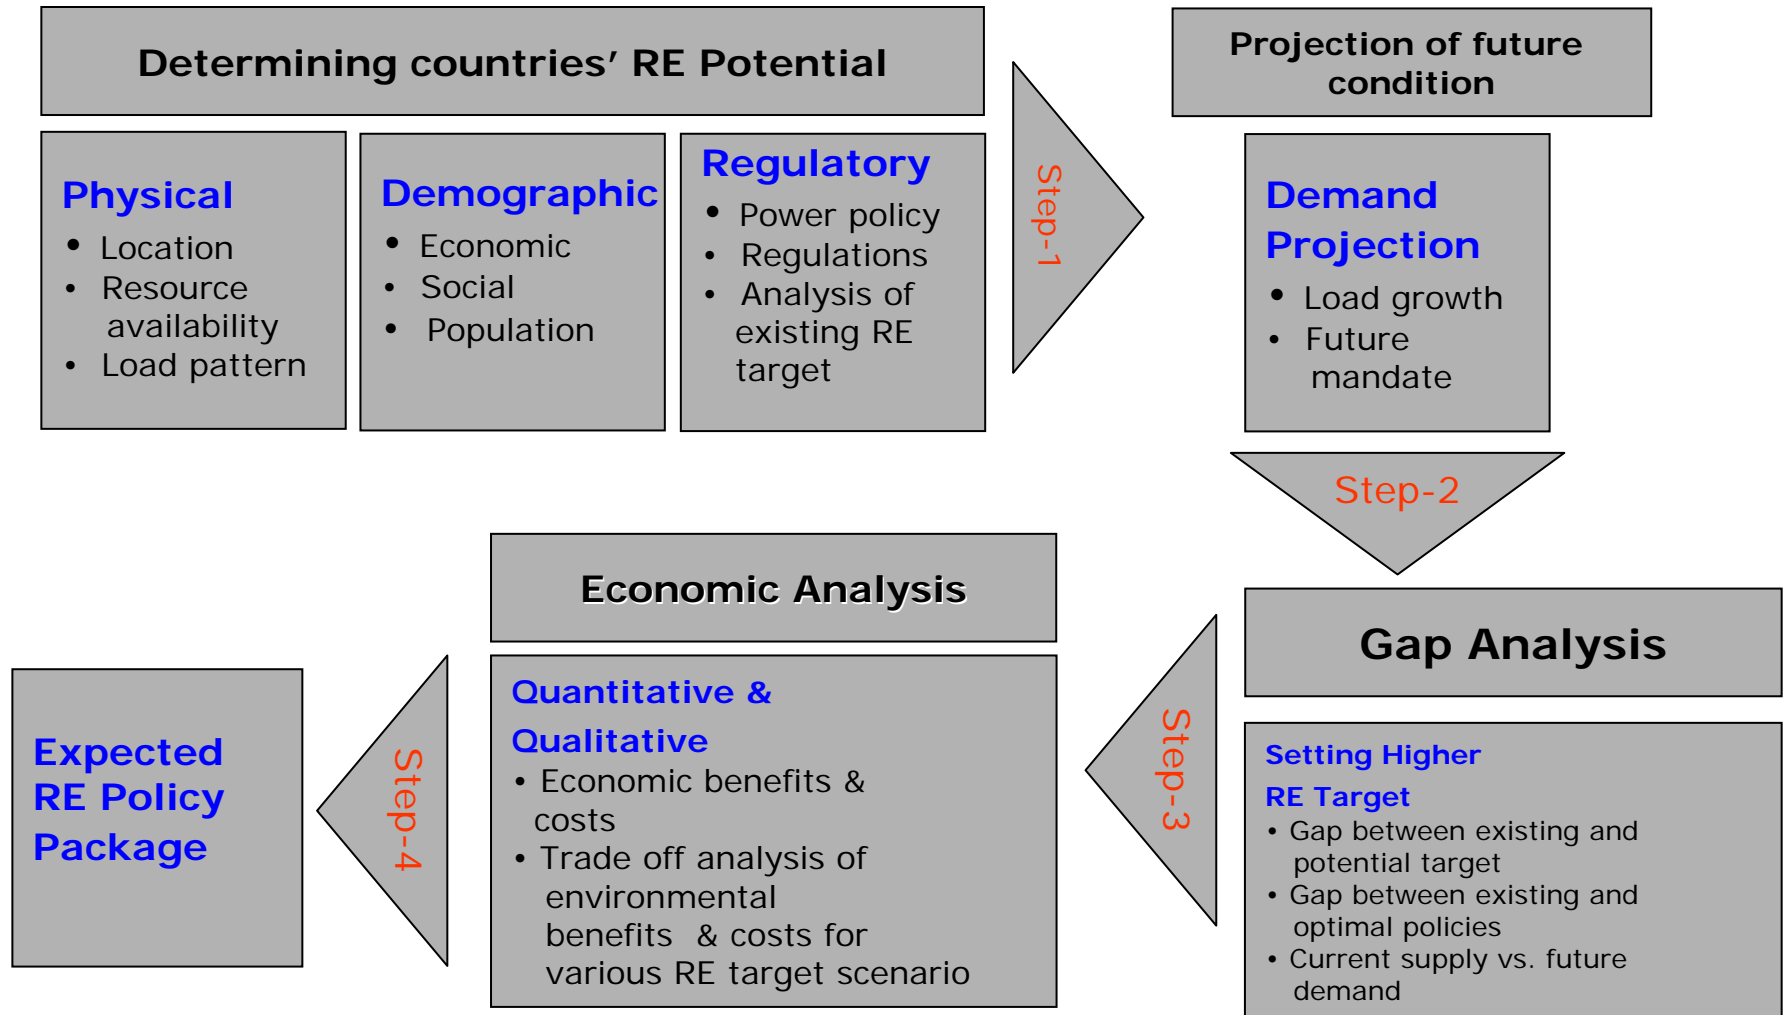 Determining countries’ RE Potential
Physical
• Location
• Resource
availability
• Load pattern
Demographic
• Economic
• Social
• Population
Regulatory
• Power policy
• Regulations
• Analysis of
existing RE
target
Step-1
Projection of future
condition
Demand
Projection
• Load growth
• Future
mandate
Step-2
Gap Analysis
Setting Higher
RE Target
• Gap between existing and
potential target
• Gap between existing and
optimal policies
• Current supply vs. future
demand
Step-3
Economic Analysis
Quantitative &
Qualitative
• Economic benefits &
costs
• Trade off analysis of
environmental
benefits & costs for
various RE target scenario
Step-4
Expected
RE Policy
Package